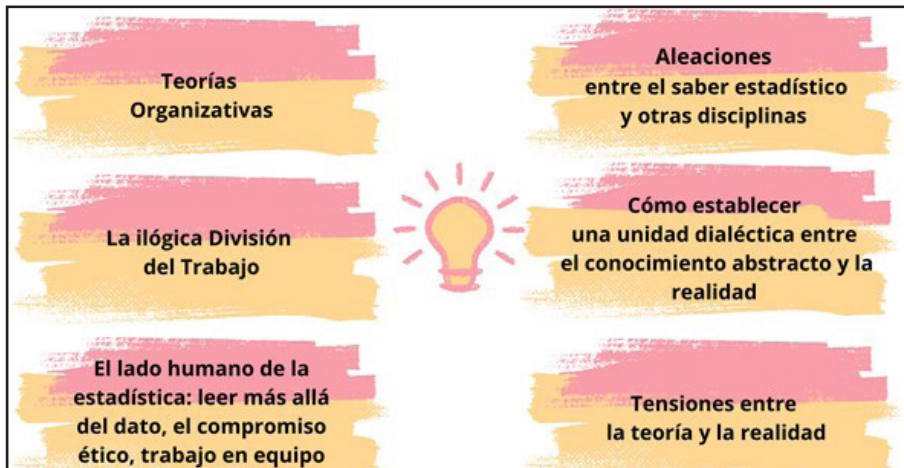 Teorías
Organizativas
La ilógica División
del Trabajo
El lado humano de la
estadística: leer más allá
del dato, el compromiso
ético, trabajo en equipo
Aleaciones
entre el saber estadístico
y otras disciplinas
Cómo establecer
una unidad dialéctica entre
el conocimiento abstracto y la
realidad
Tensiones entre
la teoría y la realidad